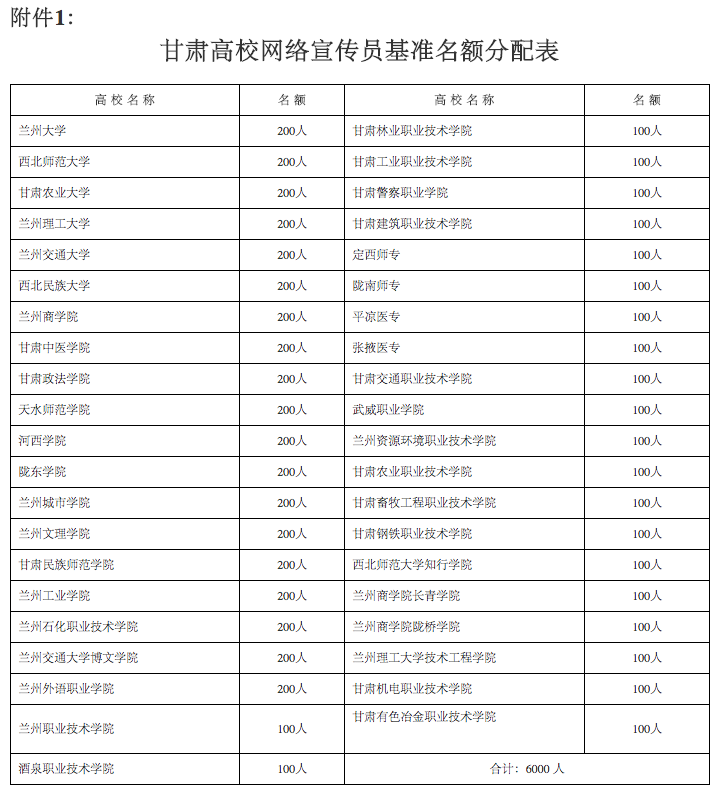 附件1：
甘肃高校网络宣传员基准名额分配表
高 校 名 称 名 额 高 校 名 称 名 额
兰州大学 200人 甘肃林业职业技术学院 100人
西北师范大学 200人 甘肃工业职业技术学院 100人
甘肃农业大学 200人 甘肃警察职业学院 100人
兰州理工大学 200人 甘肃建筑职业技术学院 100人
兰州交通大学 200人 定西师专 100人
西北民族大学 200人 陇南师专 100人
兰州商学院 200人 平凉医专 100人
甘肃中医学院 200人 张掖医专 100人
甘肃政法学院 200人 甘肃交通职业技术学院 100人
天水师范学院 200人 武威职业学院 100人
河西学院 200人 兰州资源环境职业技术学院 100人
陇东学院 200人 甘肃农业职业技术学院 100人
兰州城市学院 200人 甘肃畜牧工程职业技术学院 100人
兰州文理学院 200人 甘肃钢铁职业技术学院 100人
甘肃民族师范学院 200人 西北师范大学知行学院 100人
兰州工业学院 200人 兰州商学院长青学院 100人
兰州石化职业技术学院 200人 兰州商学院陇桥学院 100人
兰州交通大学博文学院 200人 兰州理工大学技术工程学院 100人
兰州外语职业学院 200人 甘肃机电职业技术学院 100人
兰州职业技术学院 100人 甘肃有色冶金职业技术学院 100人
酒泉职业技术学院 100人 合计：6000 人